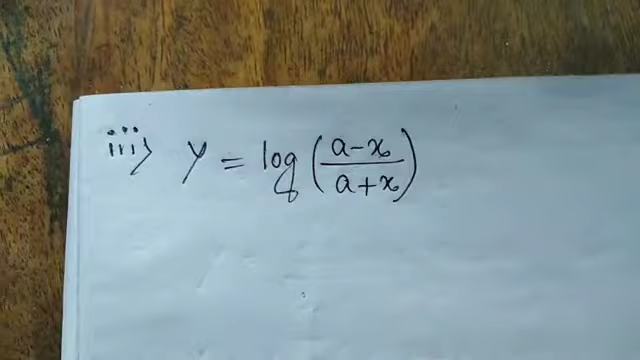 iii> y = log (a-x / a+x)